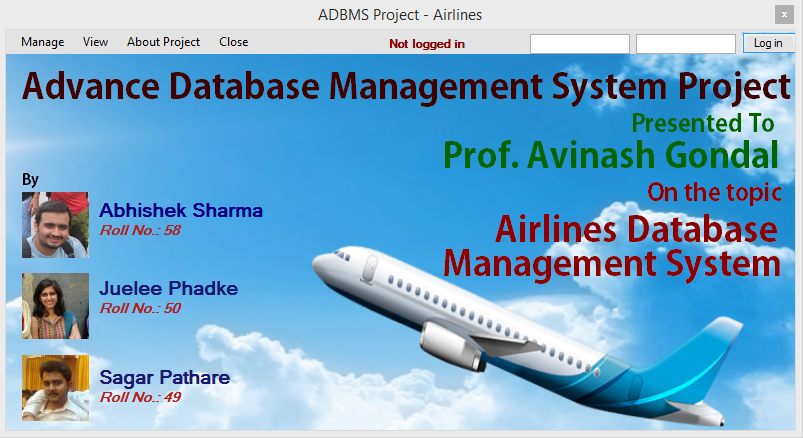 ADBMS Project - Airlines
x
Manage View About Project Close Not logged in Log in
Advance Database Management System Project
Presented To
Prof. Avinash Gondal
On the topic
Airlines Database
Management System
By
Abhishek Sharma
Roll No.: 58
Juelee Phadke
Roll No.: 50
Sagar Pathare
Roll No.: 49